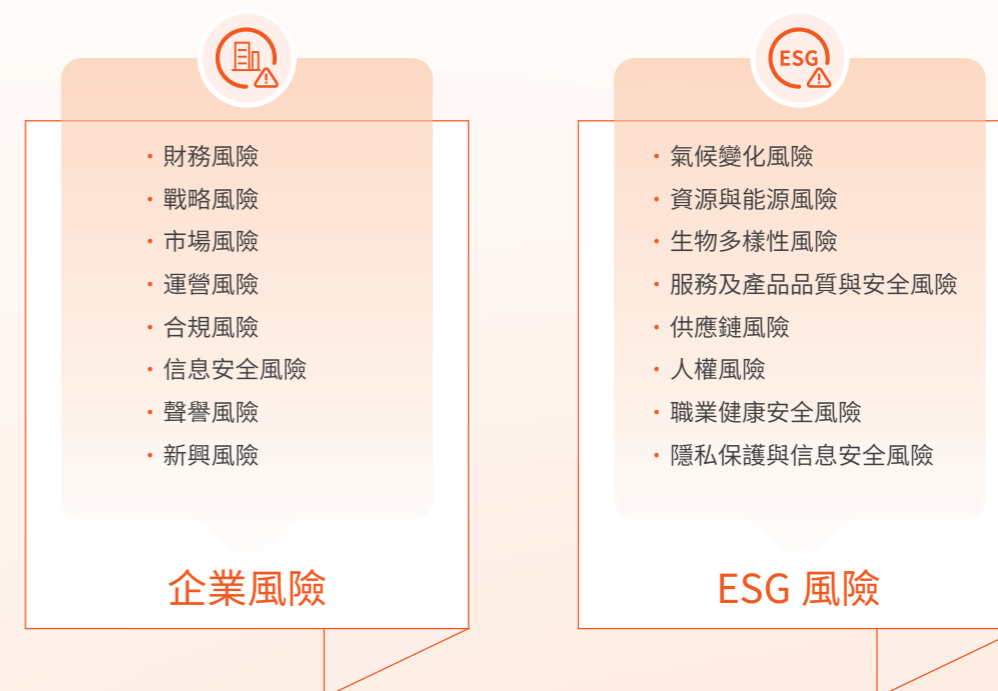 ・財務風險
・戰略風險
・市場風險
・運營風險
・合規風險
・信息安全風險
・聲譽風險
・新興風險
企業風險
ESG
・氣候變化風險
・資源與能源風險
・生物多樣性風險
・服務及產品品質與安全風險
・供應鏈風險
・人權風險
・職業健康安全風險
・隱私保護與信息安全風險
ESG 風險